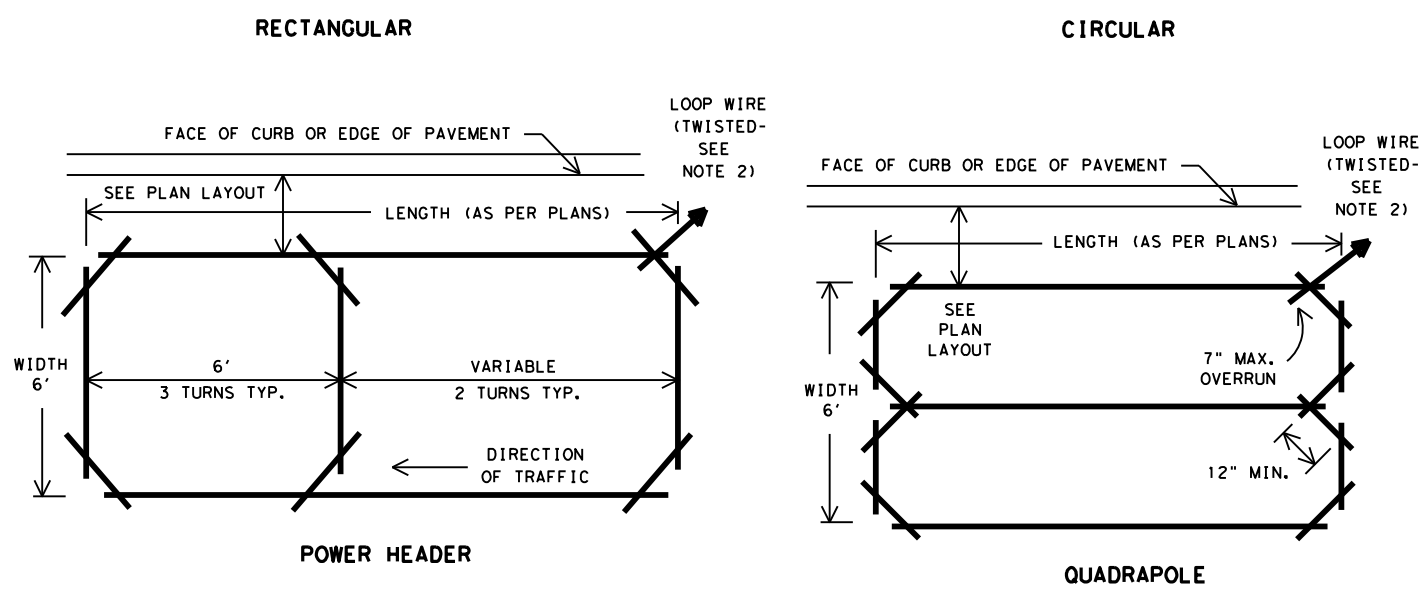 RECTANGULAR
CIRCULAR
LOOP WIRE
(TWISTED-
SEE
NOTE 2)
FACE OF CURB OR EDGE OF PAVEMENT
SEE PLAN LAYOUT
LENGTH (AS PER PLANS)
WIDTH
6'
6'
3 TURNS TYP.
VARIABLE
2 TURNS TYP.
DIRECTION
OF TRAFFIC
POWER HEADER
LOOP WIRE
(TWISTED-
SEE
NOTE 2)
FACE OF CURB OR EDGE OF PAVEMENT
LENGTH (AS PER PLANS)
SEE
PLAN
LAYOUT
7" MAX.
OVERRUN
WIDTH
6'
12" MIN.
QUADRAPOLE